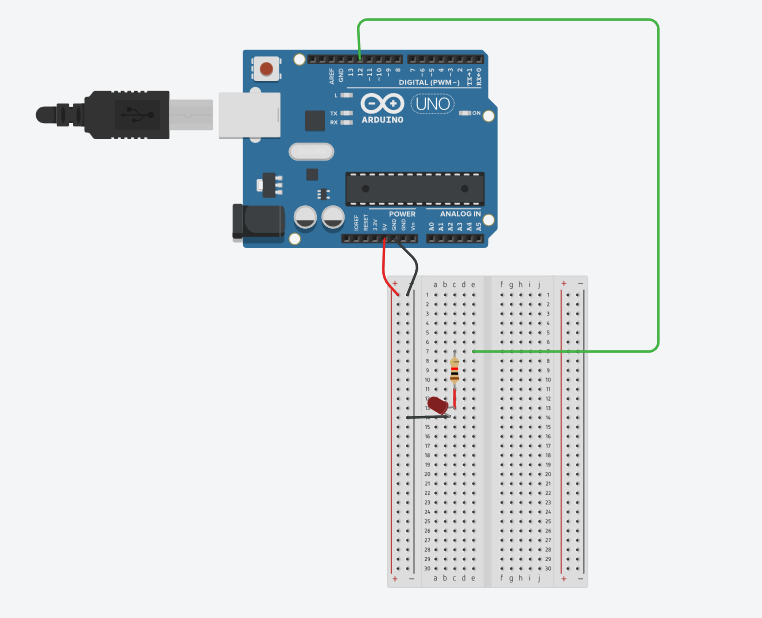 AREF
GND
13
12
~11
~10
~9
8
7
~6
~5
4
~3
2
TX→1
RX←0
DIGITAL (PWM~)
L
TX
RX
ARDUINO
UNO
ON
POWER
ANALOG IN
IOREF
RESET
3.3V
5V
GND
GND
Vin
A0
A1
A2
A3
A4
A5
+ − a b c d e f g h i j + −
1 1
2 2
3 3
4 4
5 5
6 6
7 7
8 8
9 9
10 10
11 11
12 12
13 13
14 14
15 15
16 16
17 17
18 18
19 19
20 20
21 21
22 22
23 23
24 24
25 25
26 26
27 27
28 28
29 29
30 30
+ − a b c d e f g h i j + −